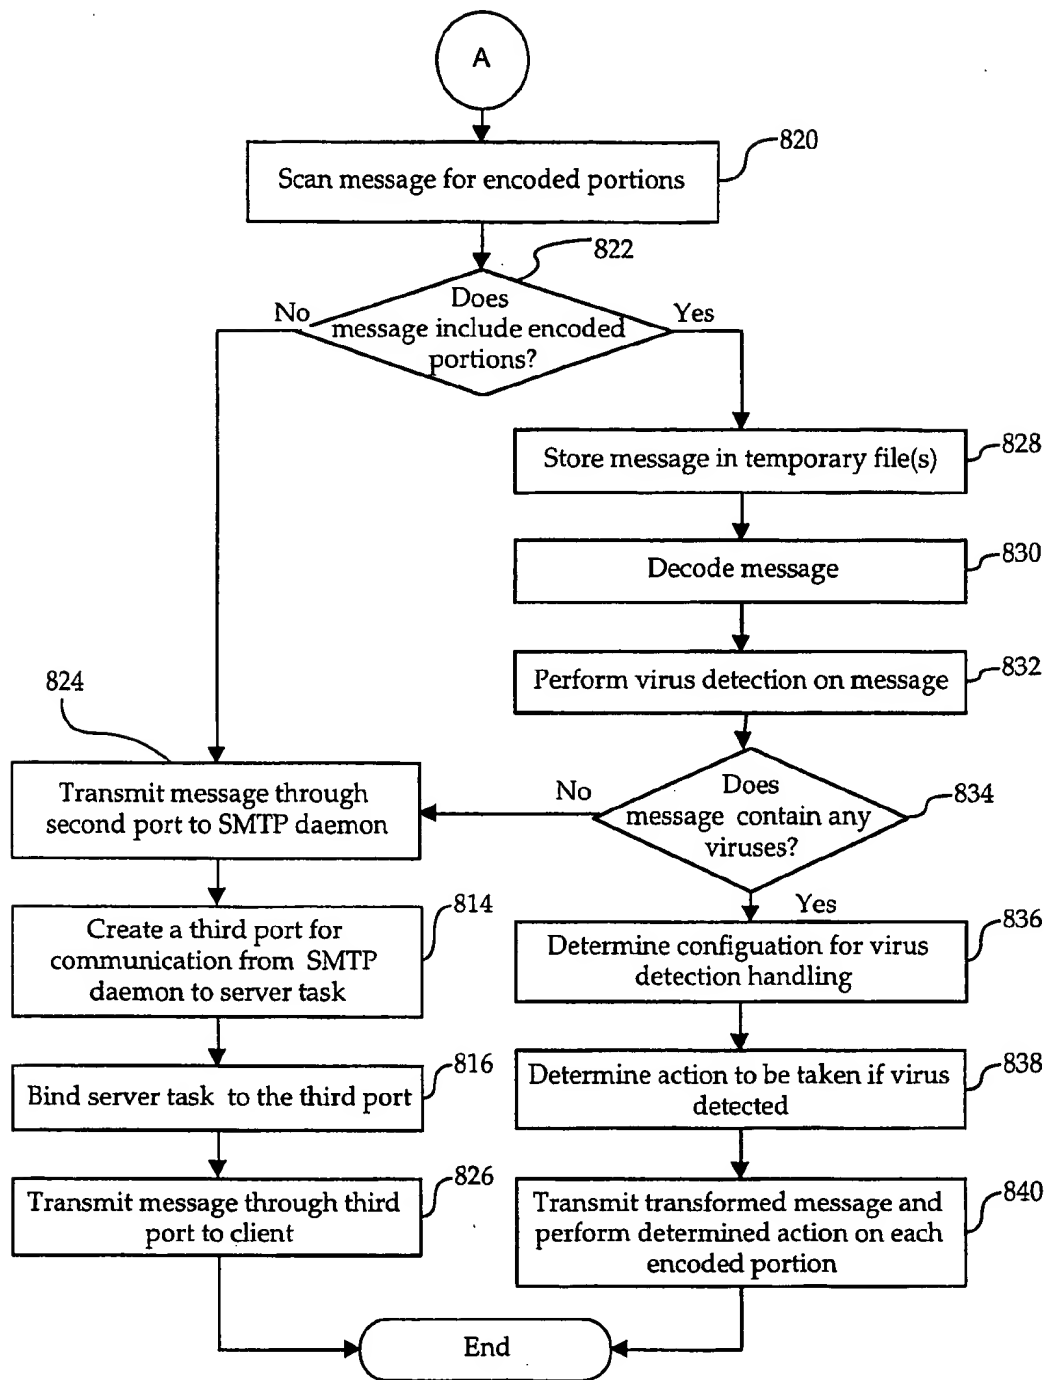 A
820
Scan message for encoded portions
822
Does
message include encoded
portions?
No
Yes
Store message in temporary file(s)
828
Decode message
830
Perform virus detection on message
832
824
Transmit message through
second port to SMTP daemon
No
Does
message contain any
viruses?
834
Yes
Create a third port for
communication from SMTP
daemon to server task
814
Determine configuation for virus
detection handling
836
Bind server task to the third port
816
Determine action to be taken if virus
detected
838
Transmit message through third
port to client
826
Transmit transformed message and
perform determined action on each
encoded portion
840
End